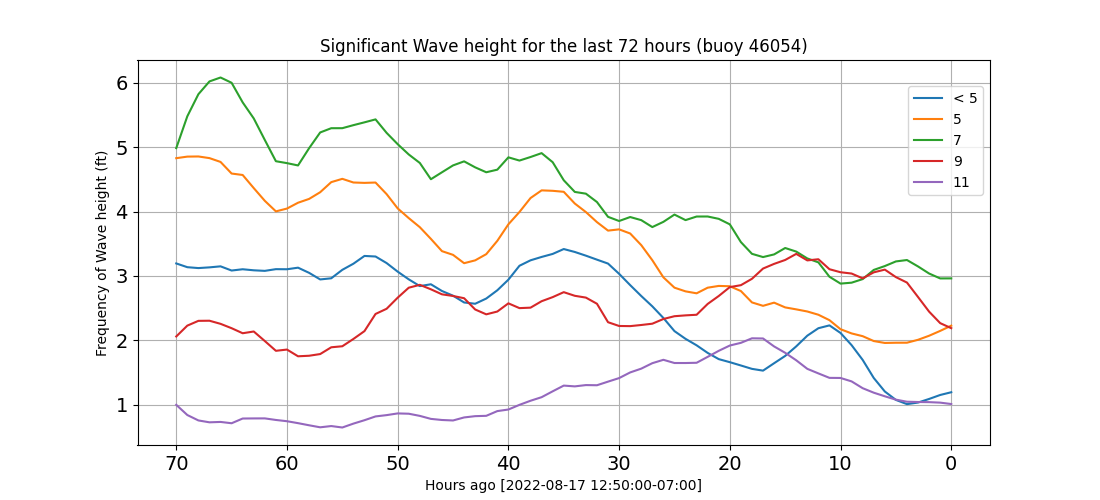 Significant Wave height for the last 72 hours (buoy 46054)
Frequency of Wave height (ft)
6
5
4
3
2
1
< 5
5
7
9
11
70 60 50 40 30 20 10 0
Hours ago [2022-08-17 12:50:00-07:00]